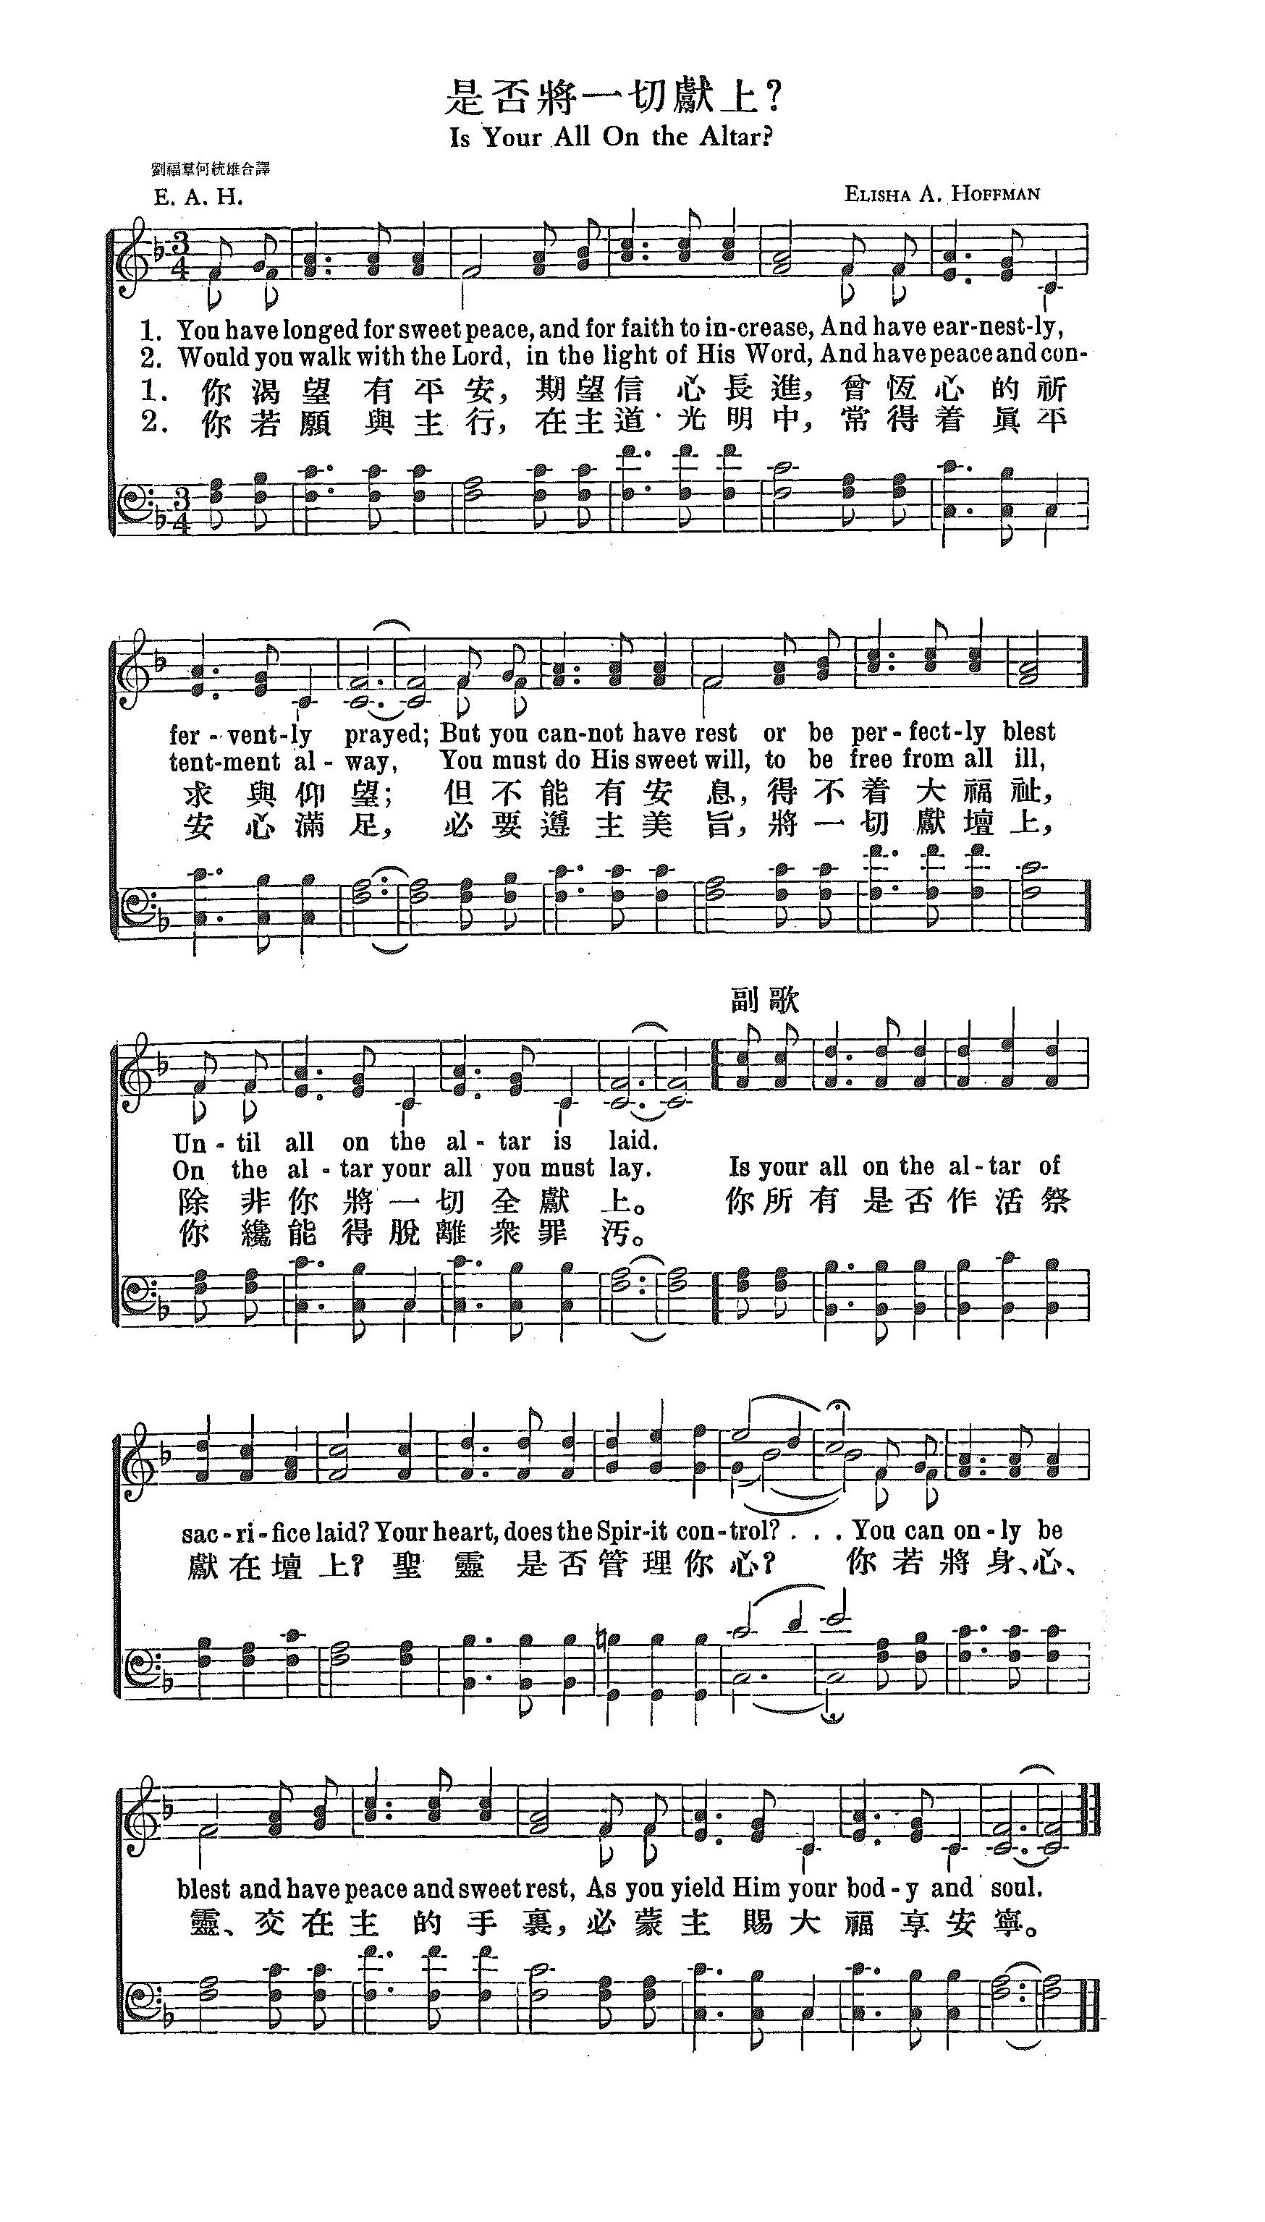 是否將一切獻上?
Is Your All On the Altar?
劉福羣何統雄合譯
E. A. H.
ELISHA A. HOFFMAN
1. You have longed for sweet peace, and for faith to in-crease, And have ear-nest-ly,
2. Would you walk with the Lord, in the light of His Word, And have peace and con-
1. 你渴望有平安,期望信心長進,曾恆心的祈
2. 你若願與主行,在主道·光明中,常得着眞平
fer-vent-ly prayed; But you can-not have rest or be per-fect-ly blest
tent-ment al-way, You must do His sweet will, to be free from all ill,
求與仰望;但不能有安息,得不着大福祉,
安心滿足,必要遵主美旨,將一切獻壇上,
副歌
Un-til all on the al-tar is laid.
On the al-tar your all you must lay. Is your all on the al-tar of
除非你將一切全獻上。你所有是否作活祭
你纔能得脫離衆罪汚。
sac-ri-fice laid? Your heart, does the Spir-it con-trol? . . . You can on-ly be
獻在壇上?聖靈是否管理你心?你若將身、心、
blest and have peace and sweet rest, As you yield Him your bod-y and soul.
靈、交在主的手裏,必蒙主賜大福享安寧。